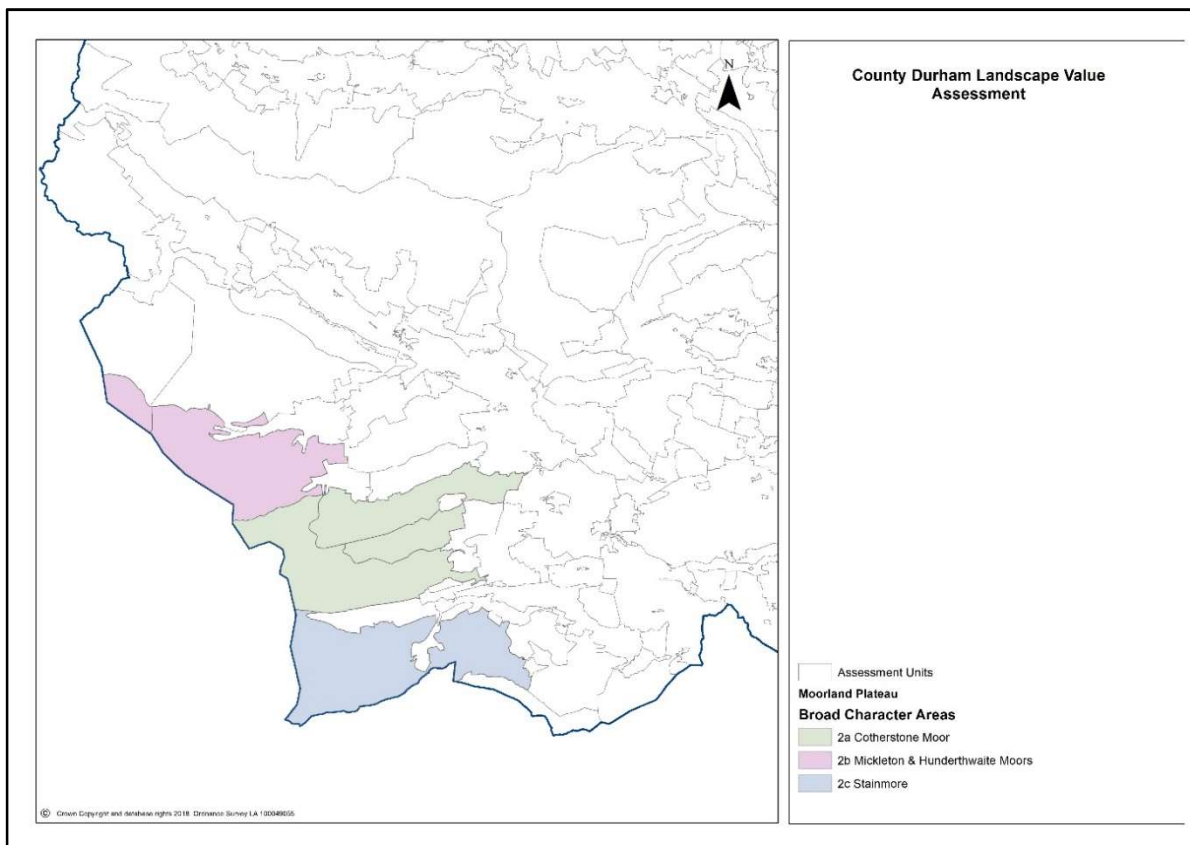 N
County Durham Landscape Value
Assessment
Assessment Units
Moorland Plateau
Broad Character Areas
2a Cotherstone Moor
2b Mickleton & Hunderthwaite Moors
2c Stainmore
© Crown Copyright and database rights 2018. Ordnance Survey LA 100049055